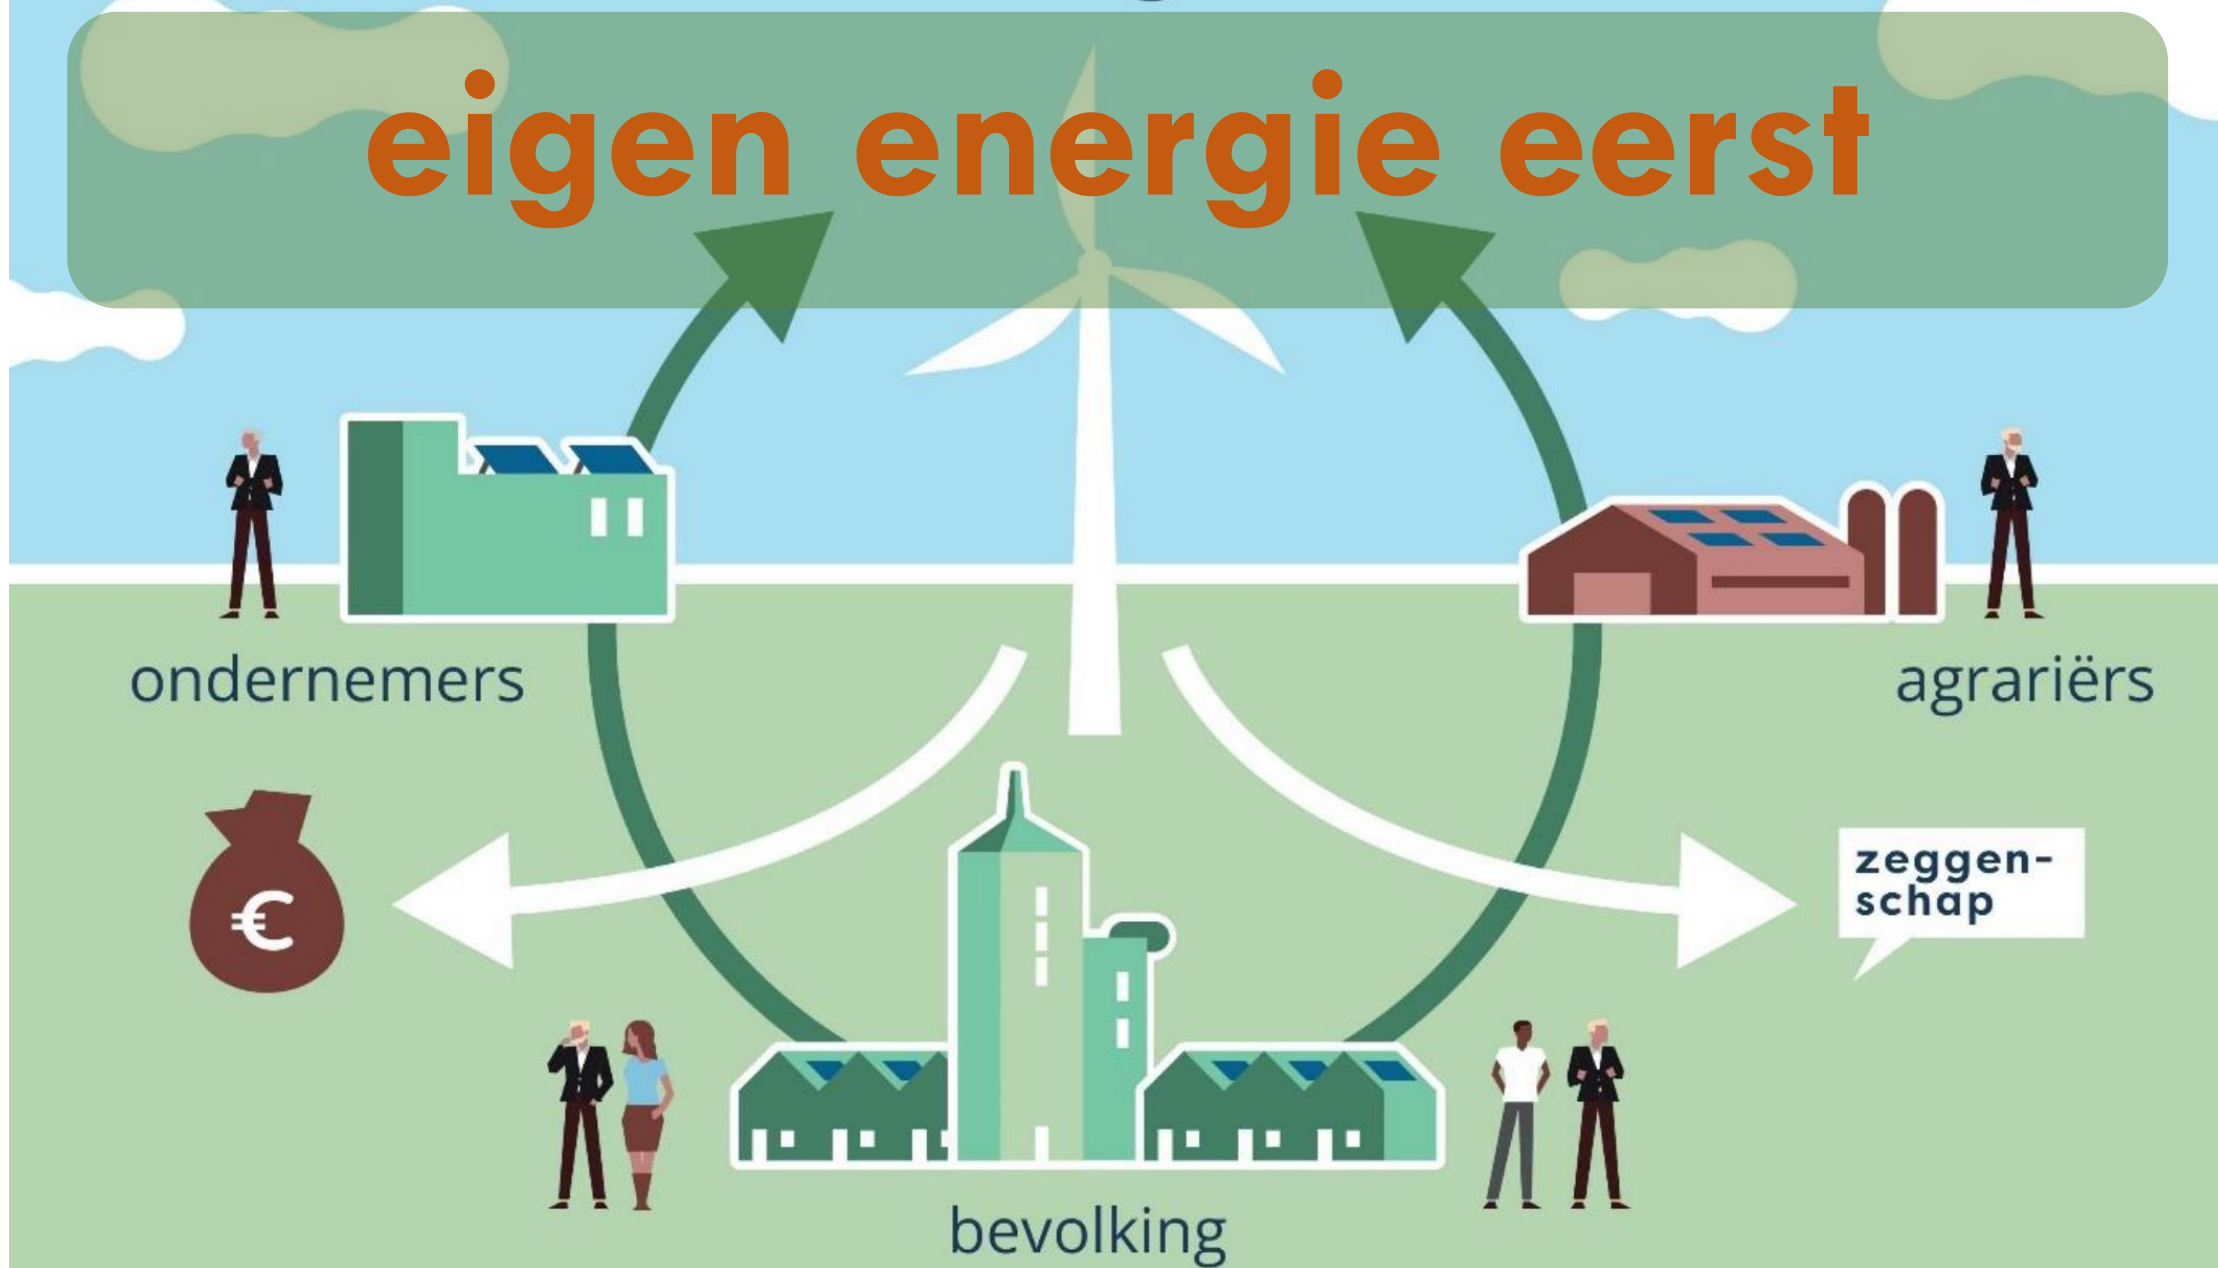 eigen energie eerst
ondernemers
agrariërs
€
zeggen-
schap
bevolking